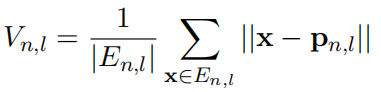 $V_{n,l} = \frac{1}{|E_{n,l}|} \sum_{\mathbf{x} \in E_{n,l}} ||\mathbf{x} - \mathbf{p}_{n,l}||$